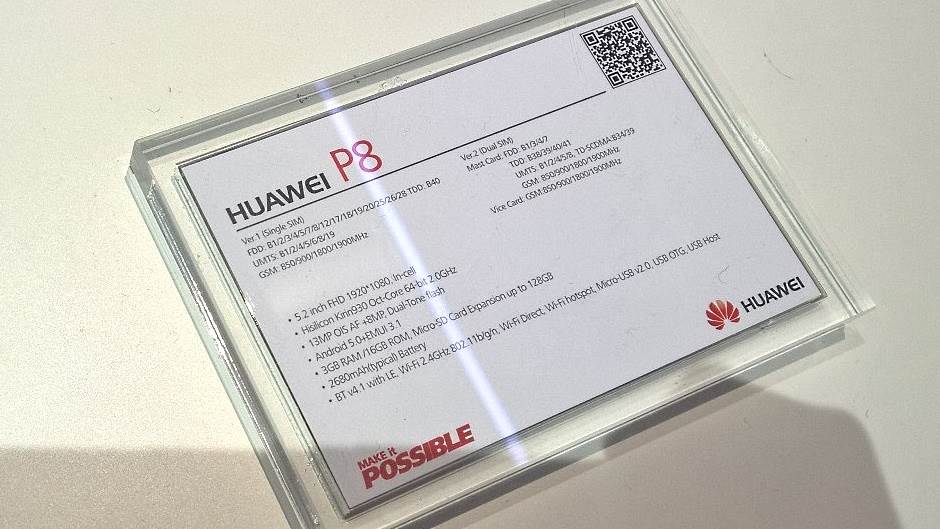 HUAWEI P8
Ver.1 (Single SIM)
FDD: B1/2/3/4/5/7/8/12/17/18/19/20/25/26/28 TDD: B40
UMTS: B1/2/4/5/6/8/19
GSM: 850/900/1800/1900MHz
Ver.2 (Dual SIM)
Mast Card. FDD: B1/3/4/7
TDD: B38/39/40/41
UMTS: B1/2/4/5/8, TD-SCDMA:B34/39
GSM: 850/900/1800/1900MHz
Vice Card: GSM:850/900/1800/1900MHz
• 5.2 inch FHD 1920*1080 ,In-cell
• Hisilicon Kirin930 Octa-Core 64-bit 2.0GHz
• 13MP OIS AF +8MP, Dual-Tone flash
• Android 5.0+EMUI 3.1
• 3GB RAM /16GB ROM, Micro-SD Card Expansion up to 128GB
• 2680mAh(typical) Battery
• BT v4.1 with LE, Wi-Fi 2.4GHz 802.11b/g/n, Wi-Fi Direct, Wi-Fi hotspot, Micro-USB v2.0, USB OTG, USB Host
HUAWEI
MAKE it
POSSIBLE